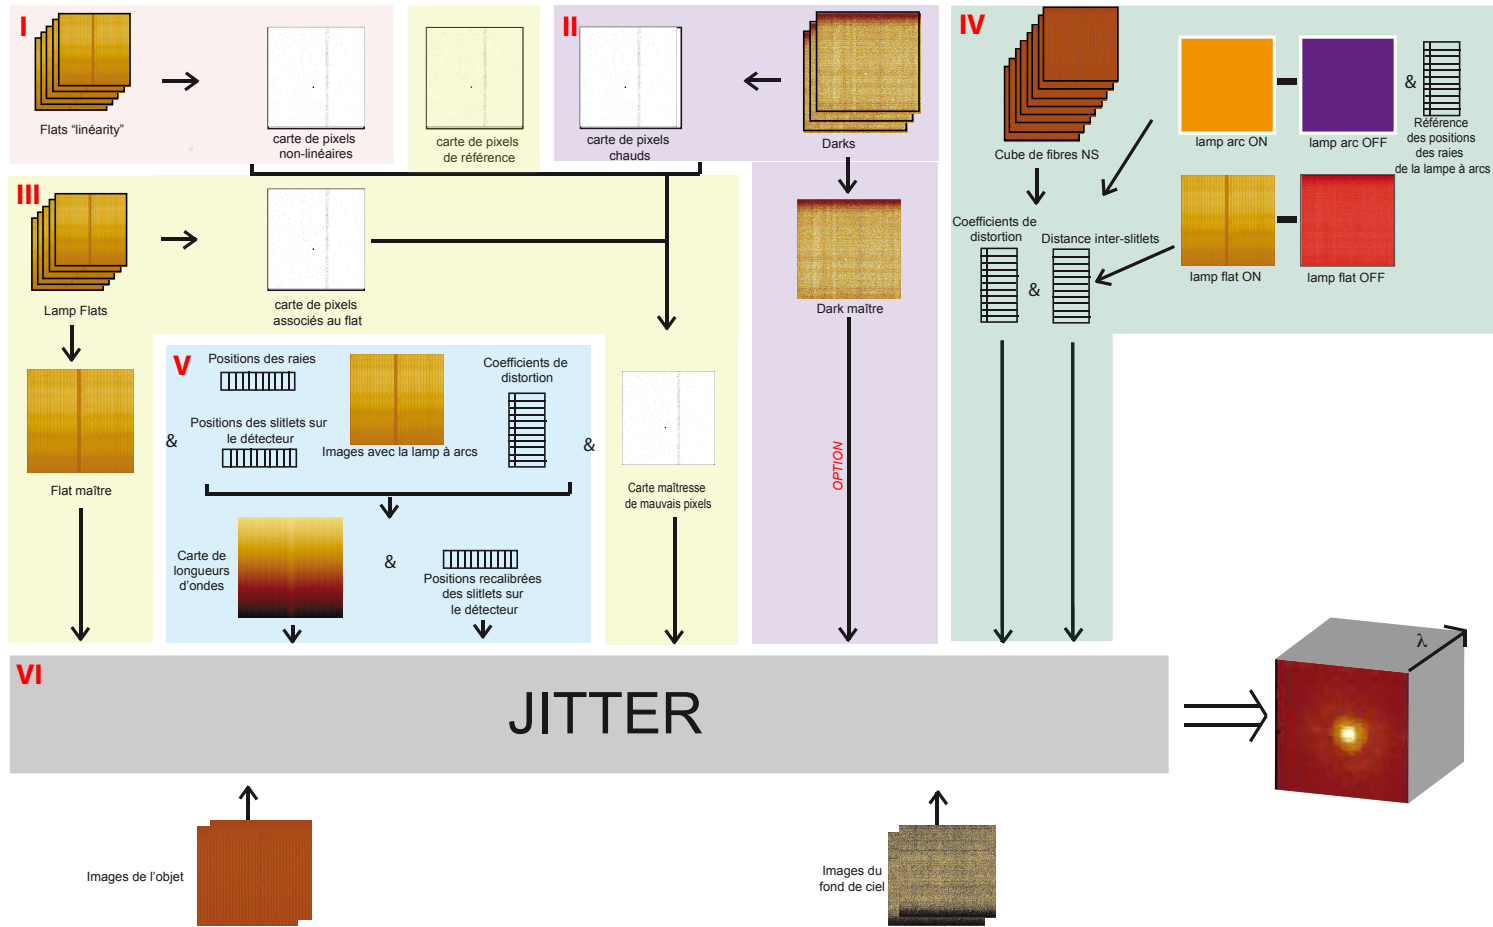 I
Flats “linéarity”
carte de pixels
non-linéaires
carte de pixels
de référence
II
carte de pixels
chauds
Darks
IV
Cube de fibres NS
lamp arc ON
lamp arc OFF
&
Référence
des positions
des raies
de la lampe à arcs
Coefficients de
distortion
&
Distance inter-slitlets
lamp flat ON
lamp flat OFF
III
Lamp Flats
carte de pixels
associés au flat
Dark maître
OPTION
Flat maître
&
V
Positions des raies
Positions des slitlets sur
le détecteur
Images avec la lamp à arcs
Coefficients de
distortion
&
Carte maîtresse
de mauvais pixels
Carte de
longueurs
d’ondes
&
Positions recalibrées
des slitlets sur
le détecteur
VI
JITTER
λ
Images de l’objet
Images du
fond de ciel